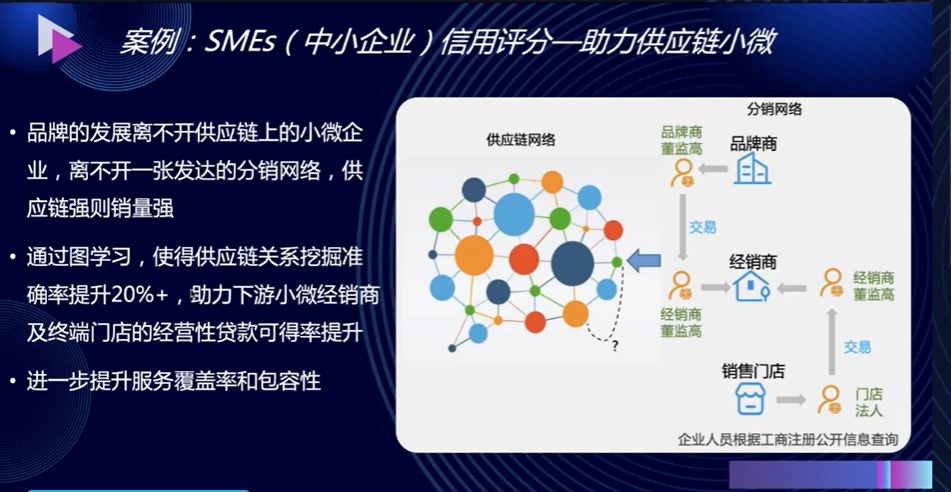 案例：SMEs（中小企业）信用评分—助力供应链小微
• 品牌的发展离不开供应链上的小微企
业，离不开一张发达的分销网络，供
应链强则销量强
• 通过图学习，使得供应链关系挖掘准
确率提升20%+，助力下游小微经销商
及终端门店的经营性贷款可得率提升
• 进一步提升服务覆盖率和包容性
供应链网络
?
分销网络
品牌商
董监高
品牌商
交易
经销商
经销商
董监高
经销商
董监高
交易
销售门店
门店
法人
企业人员根据工商注册公开信息查询